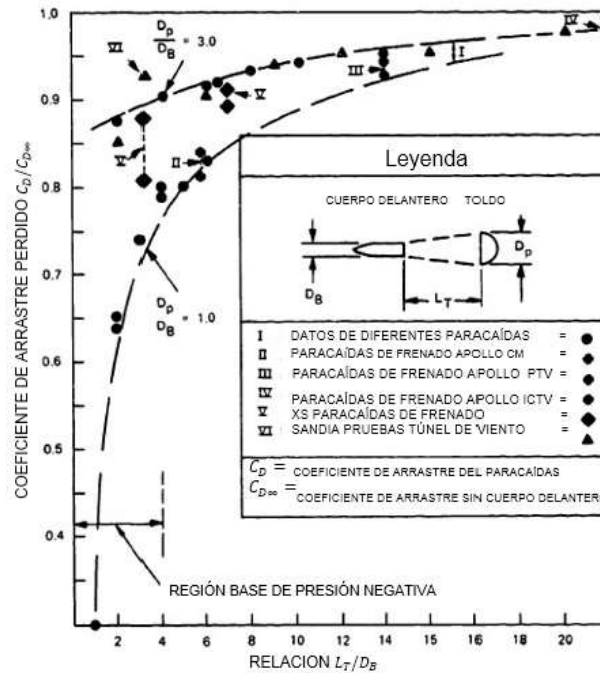 COEFICIENTE DE ARRASTRE PERDIDO C_D/C_D∞
1.0
0.9
0.8
0.7
0.6
0.5
0.4
D_P/D_B = 3.0
D_P/D_B = 1.0
VI
V
II
V
III
I
IV
Leyenda
CUERPO DELANTERO TOLDO
D_B
L_T
D_P
I DATOS DE DIFERENTES PARACAÍDAS = ●
II PARACAÍDAS DE FRENADO APOLLO CM = ●
III PARACAÍDAS DE FRENADO APOLLO PTV = ●
IV PARACAÍDAS DE FRENADO APOLLO ICTV = ●
V XS PARACAÍDAS DE FRENADO = ◆
VI SANDIA PRUEBAS TÚNEL DE VIENTO = ▲
C_D = COEFICIENTE DE ARRASTRE DEL PARACAÍDAS
C_D∞ = COEFICIENTE DE ARRASTRE SIN CUERPO DELANTERO
REGIÓN BASE DE PRESIÓN NEGATIVA
2 4 6 8 10 12 14 15 18 20 22
RELACION L_T/D_B